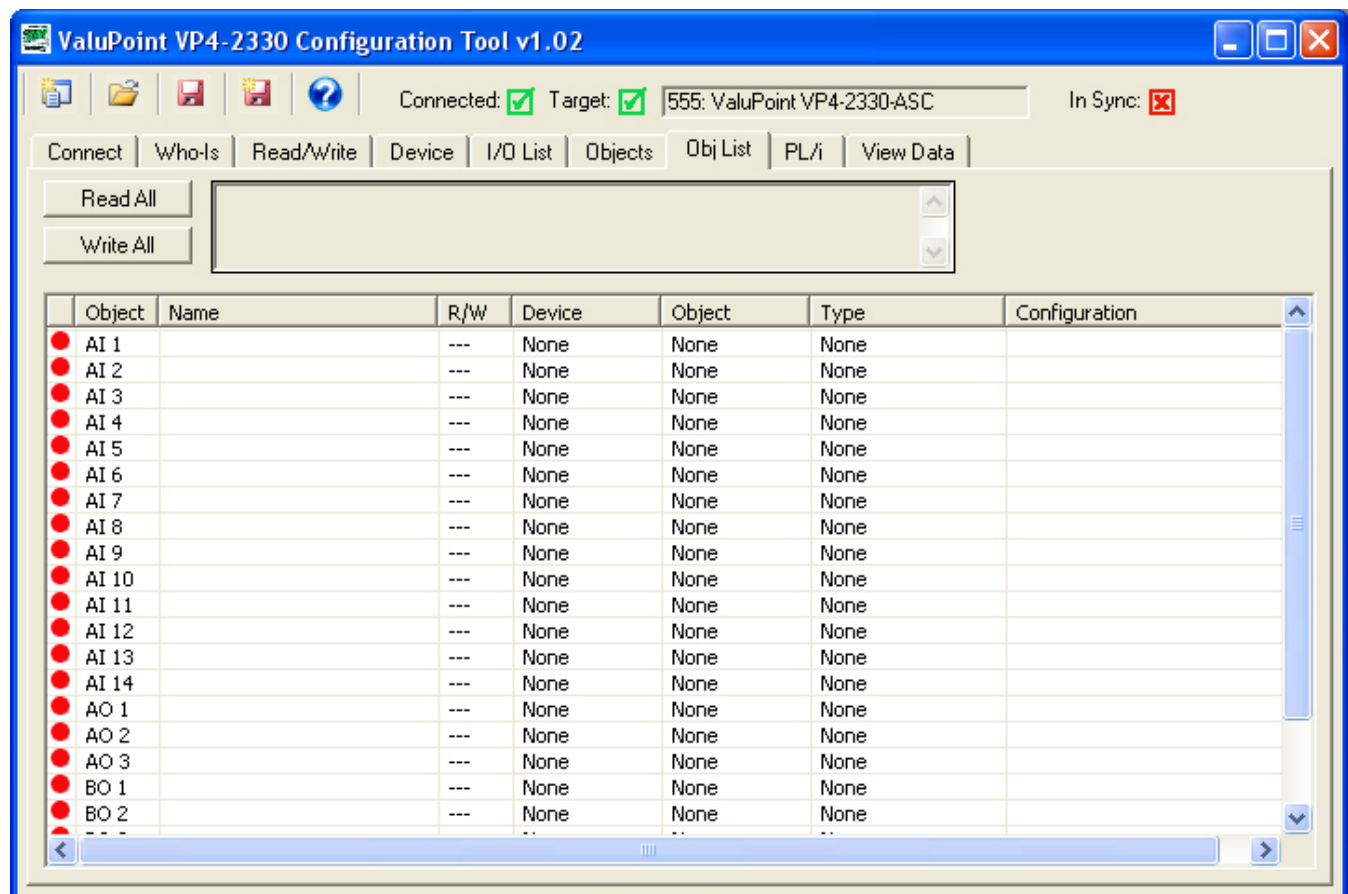 ValuPoint VP4-2330 Configuration Tool v1.02
Connected: Target: 555: ValuPoint VP4-2330-ASC In Sync:
Connect Who-Is Read/Write Device I/O List Objects Obj List PL/i View Data
Read All
Write All
Object Name R/W Device Object Type Configuration
AI 1 --- None None None
AI 2 --- None None None
AI 3 --- None None None
AI 4 --- None None None
AI 5 --- None None None
AI 6 --- None None None
AI 7 --- None None None
AI 8 --- None None None
AI 9 --- None None None
AI 10 --- None None None
AI 11 --- None None None
AI 12 --- None None None
AI 13 --- None None None
AI 14 --- None None None
AO 1 --- None None None
AO 2 --- None None None
AO 3 --- None None None
BO 1 --- None None None
BO 2 --- None None None